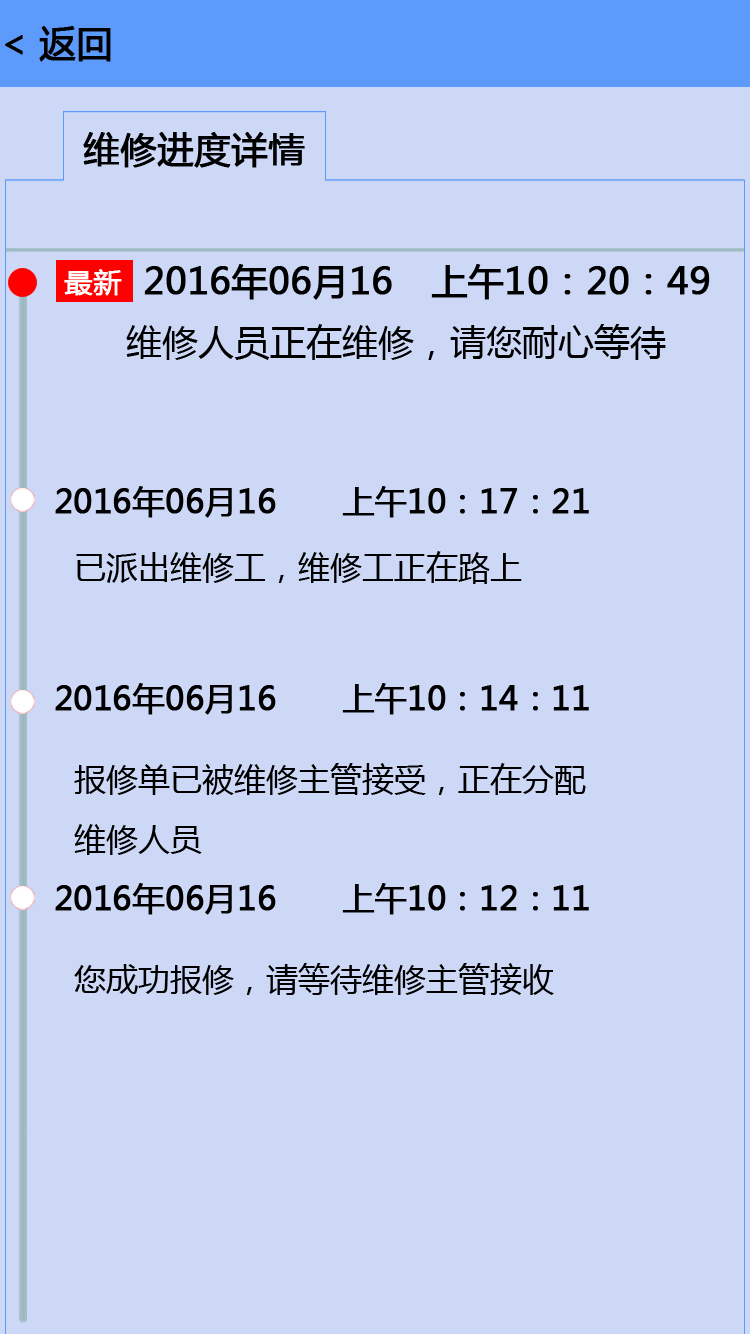 < 返回
维修进度详情
最新 2016年06月16 上午10：20：49
维修人员正在维修，请您耐心等待
2016年06月16 上午10：17：21
已派出维修工，维修工正在路上
2016年06月16 上午10：14：11
报修单已被维修主管接受，正在分配
维修人员
2016年06月16 上午10：12：11
您成功报修，请等待维修主管接收